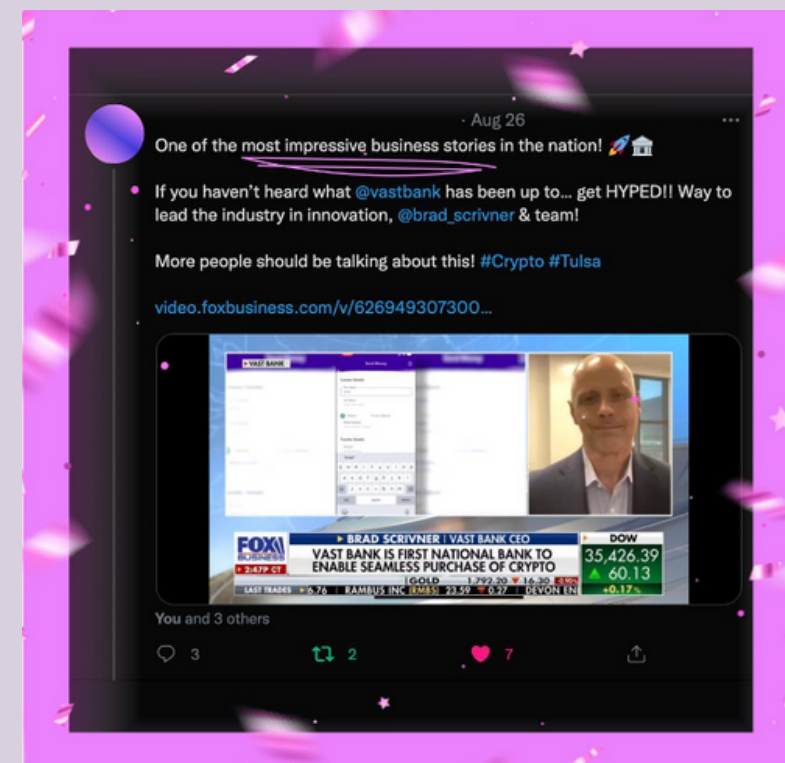 · Aug 26 ...
One of the most impressive business stories in the nation! 🚀🏛️
If you haven't heard what @vastbank has been up to... get HYPED!! Way to
lead the industry in innovation, @brad_scrivner & team!
More people should be talking about this! #Crypto #Tulsa
video.foxbusiness.com/v/626949307300...
▸ VAST BANK
Send Money
FOX
BUSINESS
▸ 2:47P CT
▸ BRAD SCRIVNER | VAST BANK CEO
VAST BANK IS FIRST NATIONAL BANK TO
ENABLE SEAMLESS PURCHASE OF CRYPTO
DOW
35,426.39
▲ 60.13
+0.17%
GOLD 1,792.20 ▼ 16.30 -0.90%
LAST TRADES ▸ 6.76 RAMBUS INC [RMBS] 23.59 ▼ 0.27 DEVON EN
You and 3 others
3 2 7